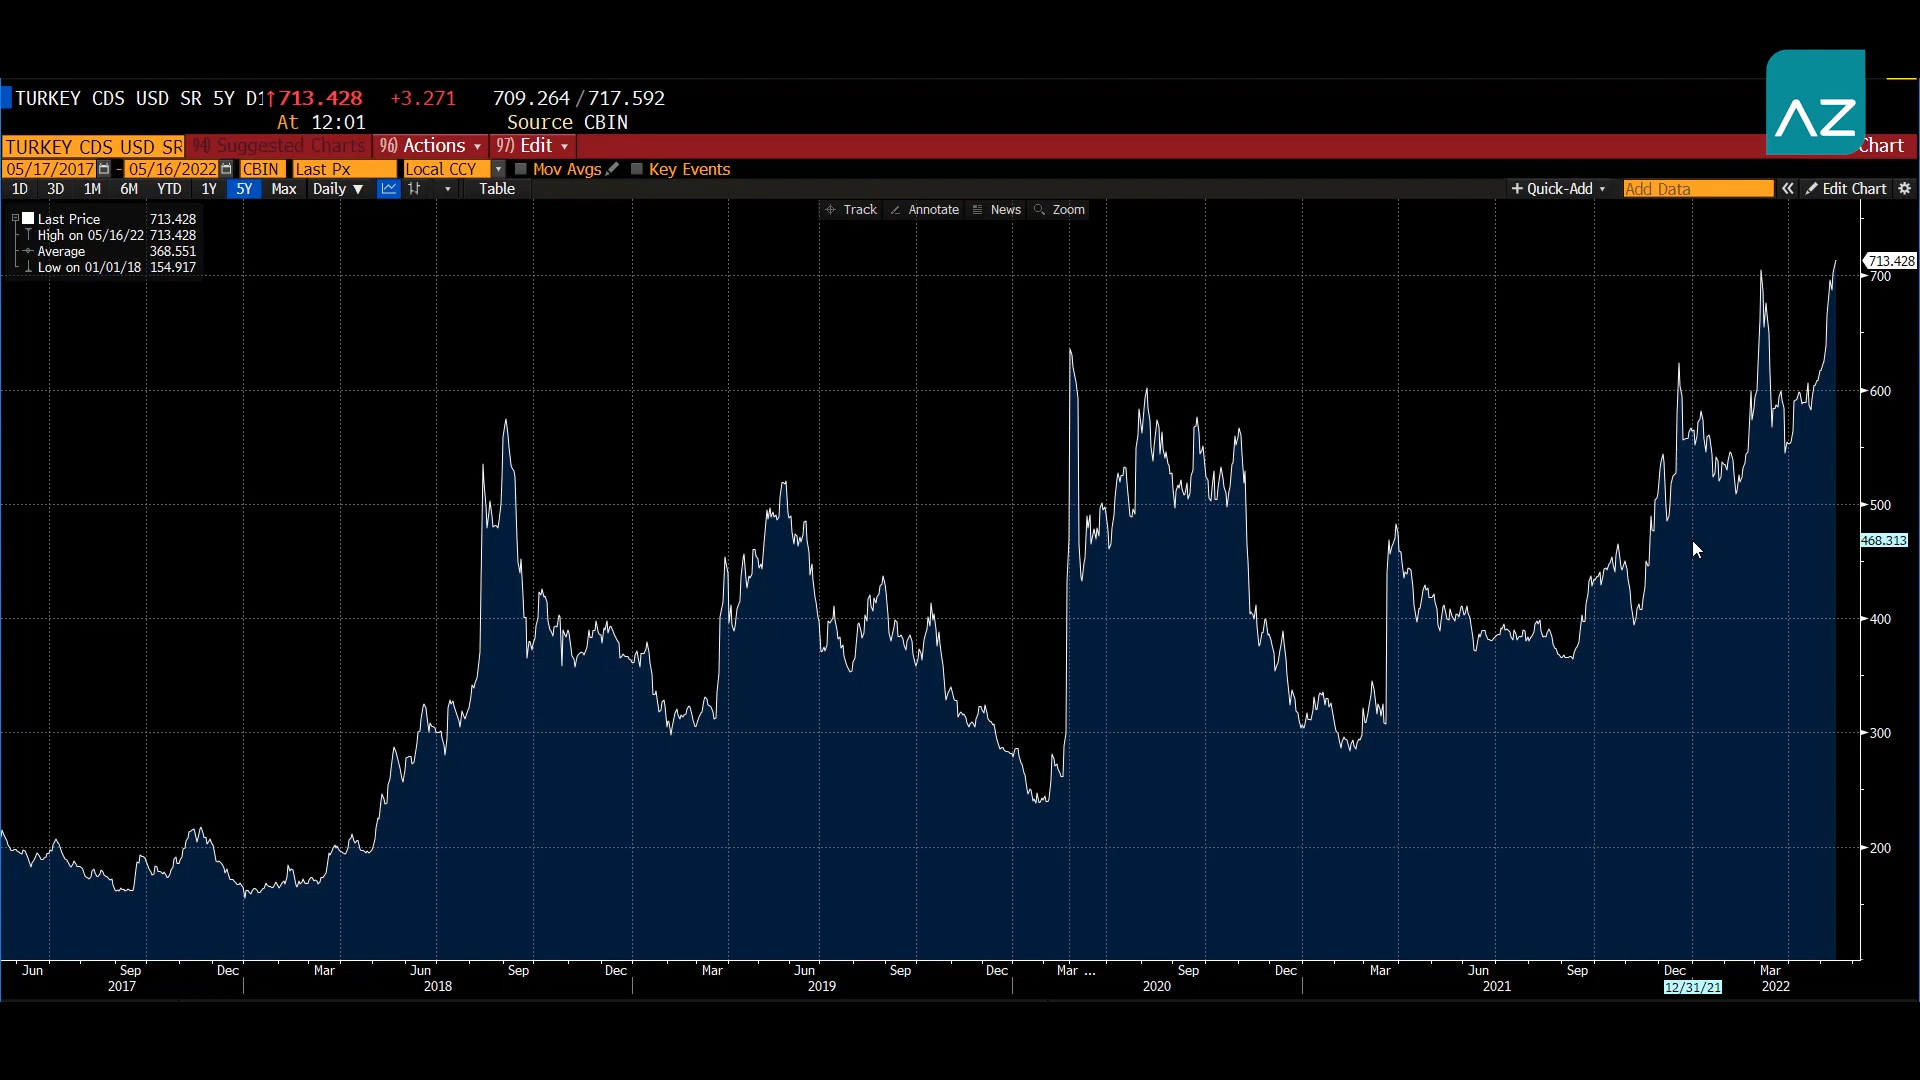 AZ
TURKEY CDS USD SR 5Y D1 ↑713.428 +3.271 709.264/717.592
At 12:01 Source CBIN
TURKEY CDS USD SR 94) Suggested Charts 96) Actions 97) Edit Chart
05/17/2017 - 05/16/2022 CBIN Last Px Local CCY Mov Avgs Key Events
1D 3D 1M 6M YTD 1Y 5Y Max Daily ▼ Table + Quick-Add Add Data « Edit Chart
Track Annotate News Zoom
Last Price 713.428
High on 05/16/22 713.428
Average 368.551
Low on 01/01/18 154.917
713.428
700
600
500
468.313
400
300
200
Jun Sep Dec Mar Jun Sep Dec Mar Jun Sep Dec Mar ... Sep Dec Mar Jun Sep Dec Mar
2017 2018 2019 2020 2021 12/31/21 2022